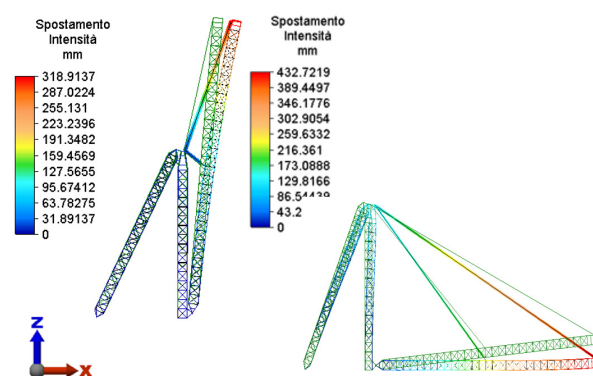 Spostamento
Intensità
mm
318.9137
287.0224
255.131
223.2396
191.3482
159.4569
127.5655
95.67412
63.78275
31.89137
0
Spostamento
Intensità
mm
432.7219
389.4497
346.1776
302.9054
259.6332
216.361
173.0888
129.8166
43.2
0
Z
X